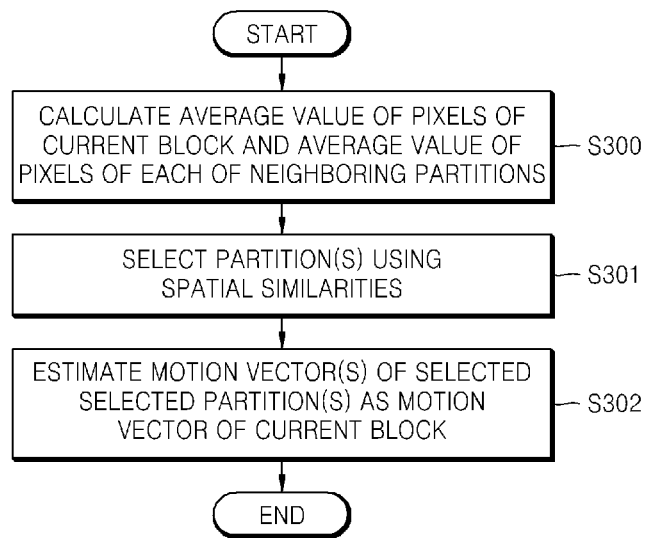 START
CALCULATE AVERAGE VALUE OF PIXELS OF
CURRENT BLOCK AND AVERAGE VALUE OF
PIXELS OF EACH OF NEIGHBORING PARTITIONS
S300
SELECT PARTITION(S) USING
SPATIAL SIMILARITIES
S301
ESTIMATE MOTION VECTOR(S) OF SELECTED
SELECTED PARTITION(S) AS MOTION
VECTOR OF CURRENT BLOCK
S302
END